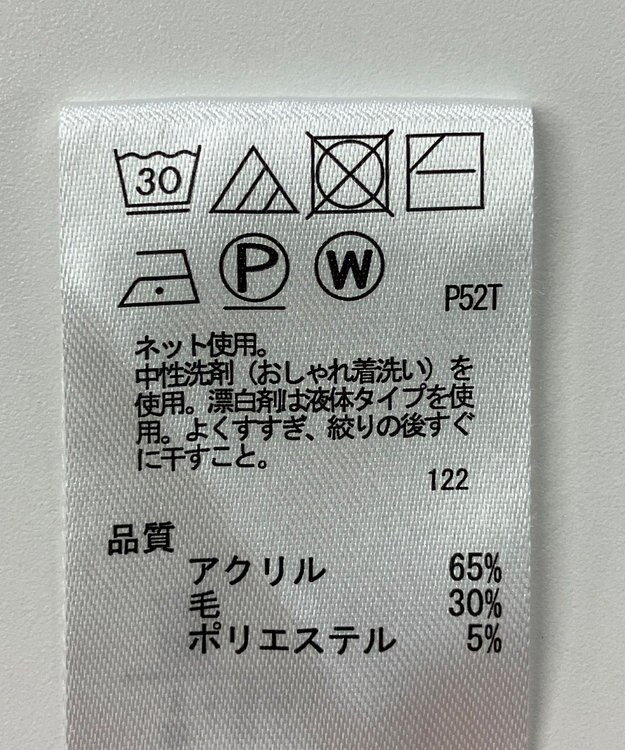 30
P W
P52T
ネット使用。
中性洗剤（おしゃれ着洗い）を
使用。漂白剤は液体タイプを使
用。よくすすぎ、絞りの後すぐ
に干すこと。
122
品質
アクリル 65%
毛 30%
ポリエステル 5%